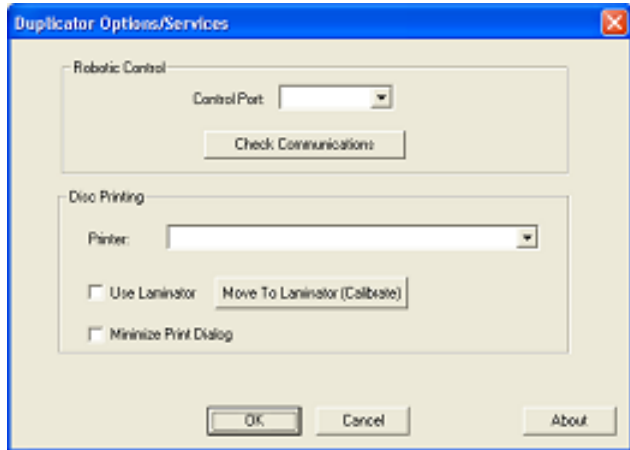 Duplicator Options/Services
Robotic Control
Control Port
Check Communications
Disc Printing
Printer:
Use Laminator
Move To Laminator (Calibrate)
Minimize Print Dialog
OK
Cancel
About